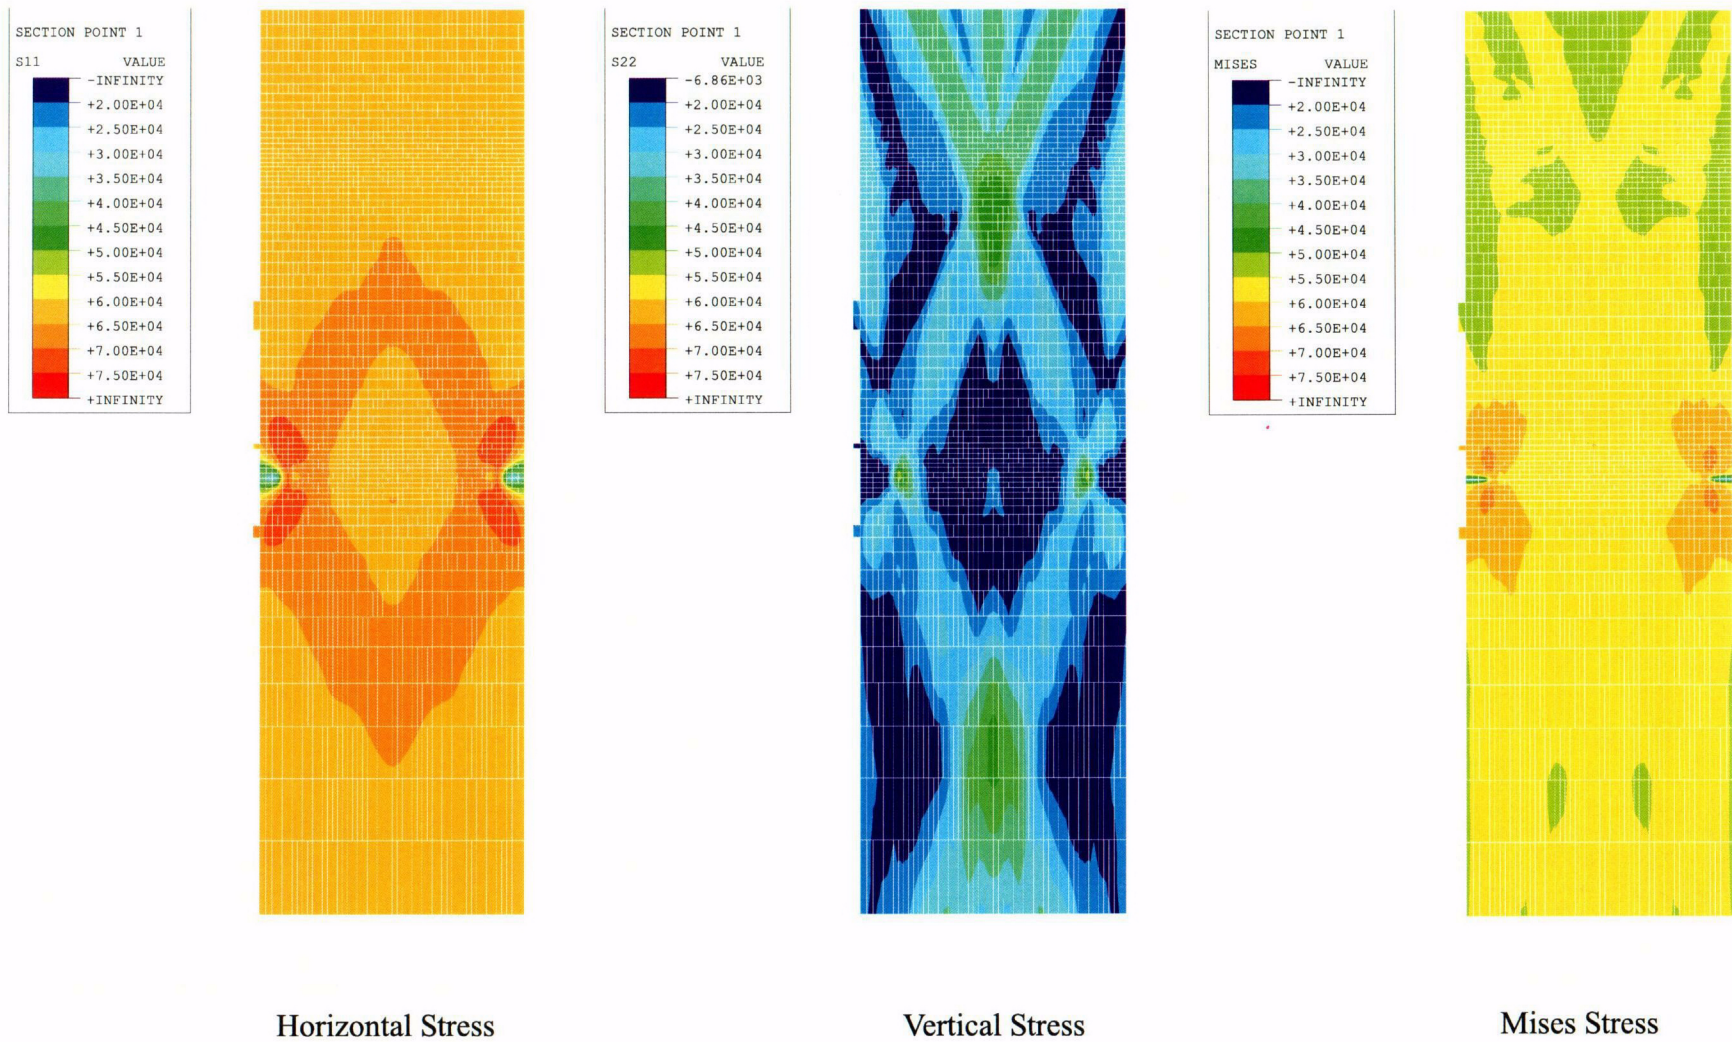 SECTION POINT 1
S11 VALUE
-INFINITY
+2.00E+04
+2.50E+04
+3.00E+04
+3.50E+04
+4.00E+04
+4.50E+04
+5.00E+04
+5.50E+04
+6.00E+04
+6.50E+04
+7.00E+04
+7.50E+04
+INFINITY
SECTION POINT 1
S22 VALUE
-6.86E+03
+2.00E+04
+2.50E+04
+3.00E+04
+3.50E+04
+4.00E+04
+4.50E+04
+5.00E+04
+5.50E+04
+6.00E+04
+6.50E+04
+7.00E+04
+7.50E+04
+INFINITY
SECTION POINT 1
MISES VALUE
-INFINITY
+2.00E+04
+2.50E+04
+3.00E+04
+3.50E+04
+4.00E+04
+4.50E+04
+5.00E+04
+5.50E+04
+6.00E+04
+6.50E+04
+7.00E+04
+7.50E+04
+INFINITY
Horizontal Stress
Vertical Stress
Mises Stress